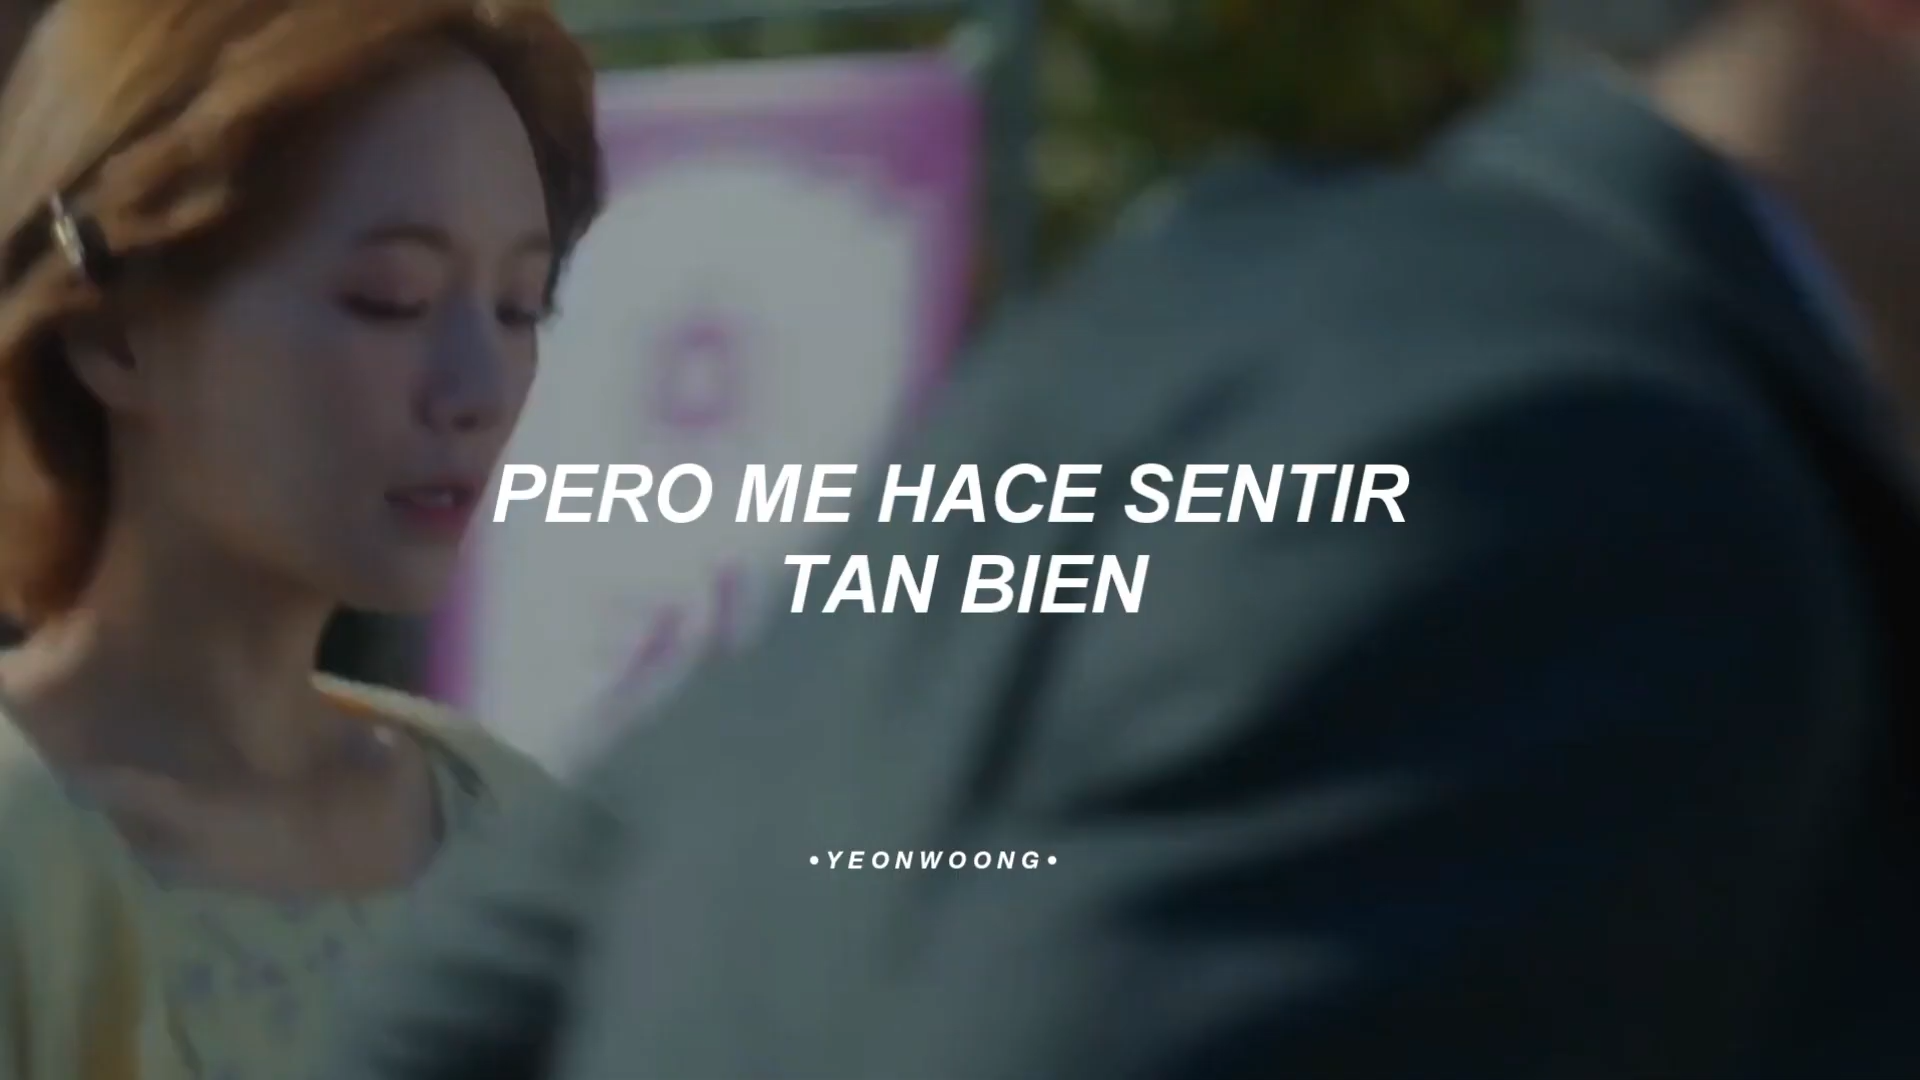 PERO ME HACE SENTIR
TAN BIEN
•YEONWOONG•